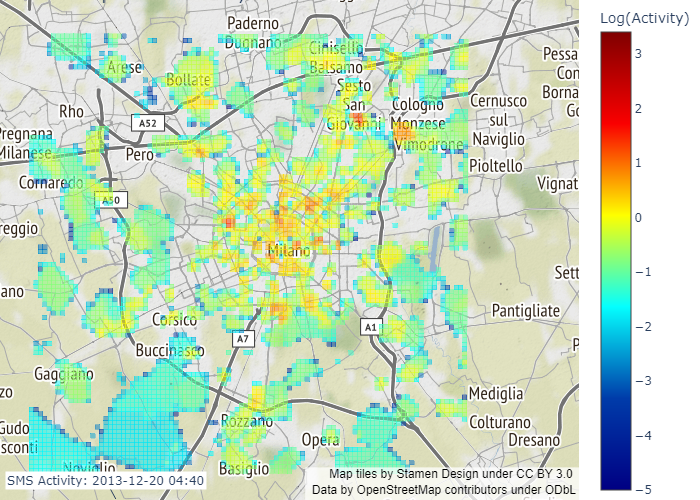 Log(Activity)
3
2
1
0
−1
−2
−3
−4
−5
Paderno
Dugnano
Cinisello
Balsamo
Arese
Bollate
Sesto
San
Giovanni
Cologno
Monzese
Cernusco
sul
Naviglio
Pessa
Con
Borna
Go
Rho
A52
Vimodrone
Pregnana
Milanese
Pero
Pioltello
Cornaredo
A50
Vignat
reggio
Milano
Sett
ano
Pantigliate
Corsico
A7
A1
Buccinasco
P
Gaggiano
zo
Mediglia
Rozzano
Colturano
Gudo
sconti
Opera
Dresano
Noviglio
Basiglio
SMS Activity: 2013-12-20 04:40
Map tiles by Stamen Design under CC BY 3.0
Data by OpenStreetMap contributors under ODbL